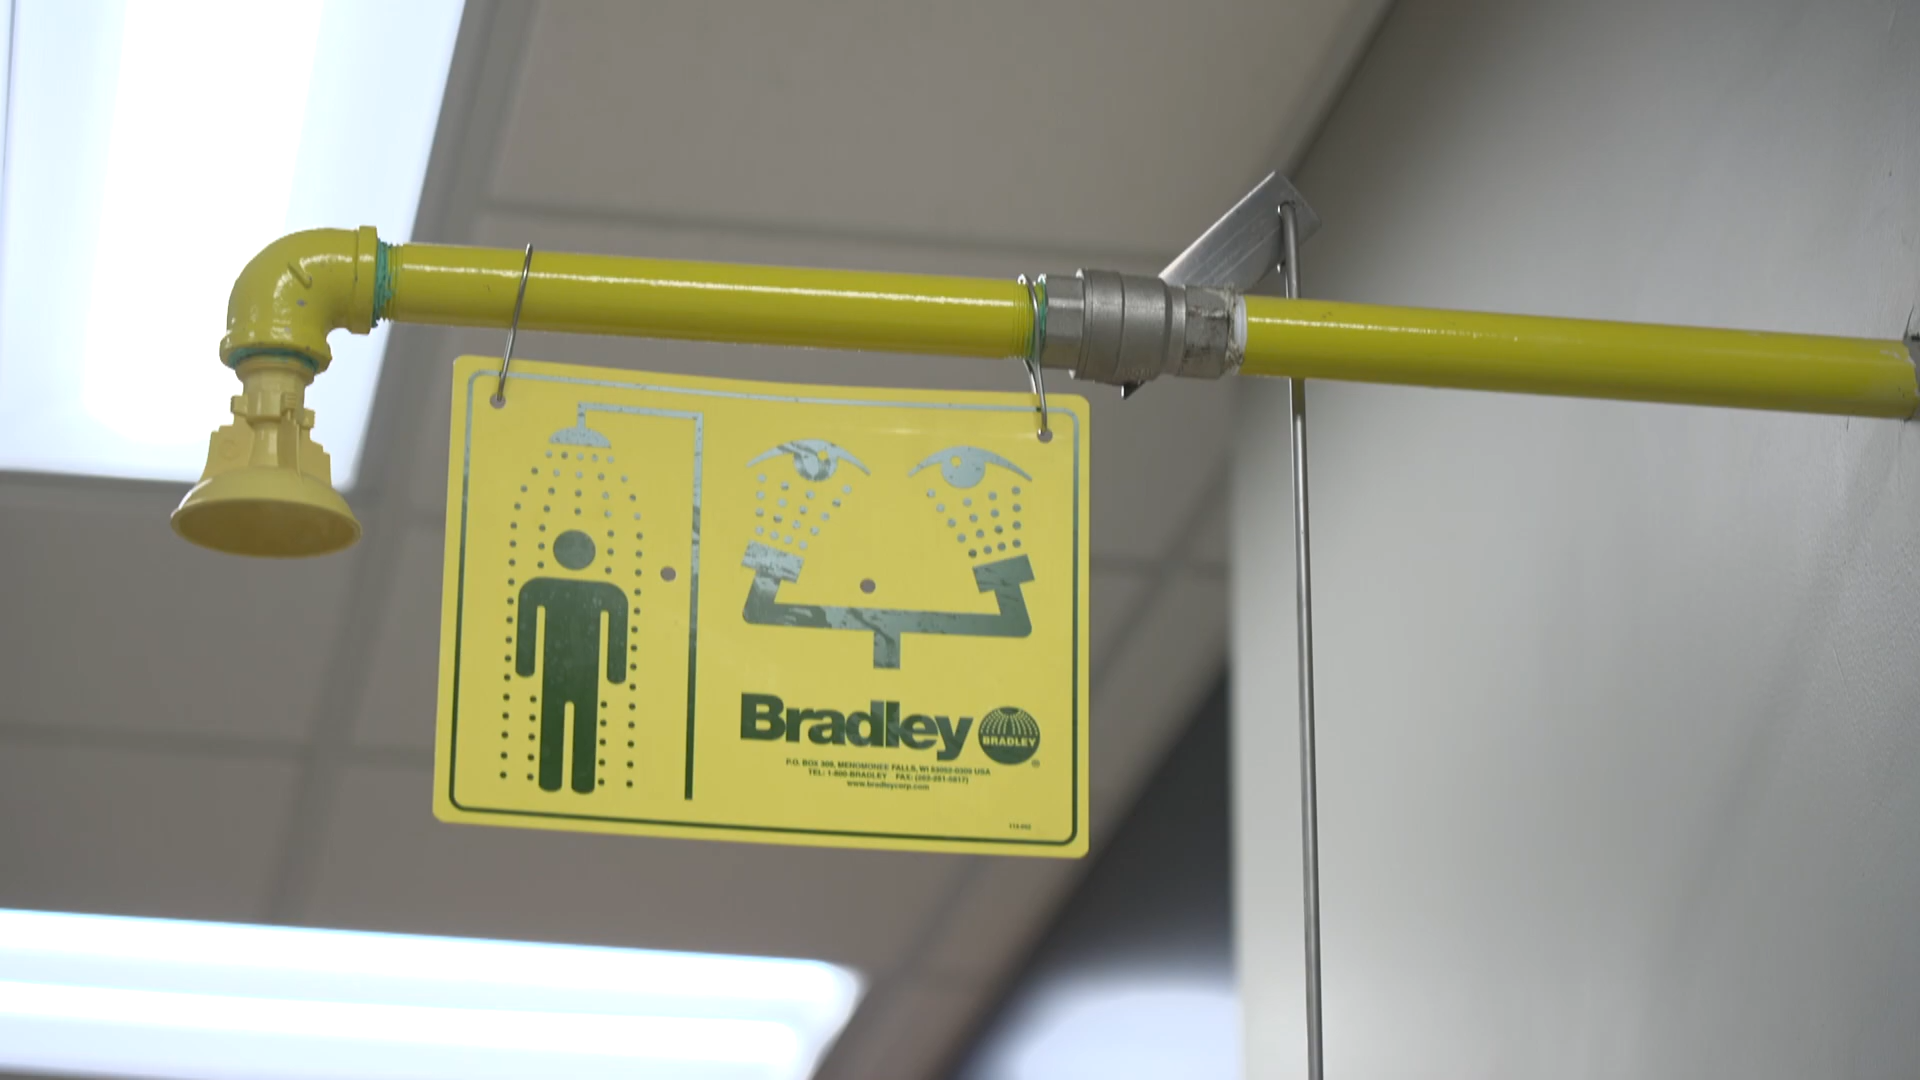 Bradley
BRADLEY
®
P.O. BOX 309, MENOMONEE FALLS, WI 53052-0309 USA
TEL: 1-800-BRADLEY FAX: (262-251-5817)
www.bradleycorp.com